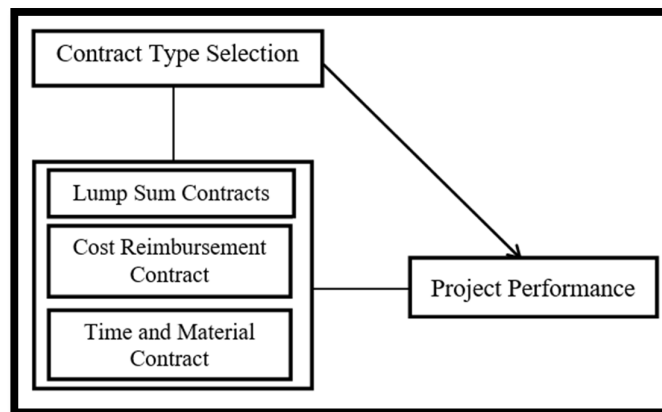 Contract Type Selection
Lump Sum Contracts
Cost Reimbursement
Contract
Time and Material
Contract
Project Performance